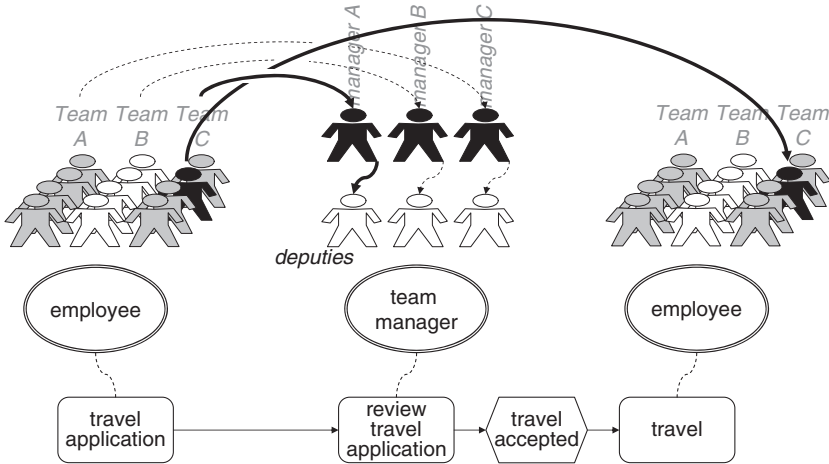 manager A
manager B
manager C
Team
A
Team
B
Team
C
Team
A
Team
B
Team
C
deputies
employee
team
manager
employee
travel
application
review
travel
application
travel
accepted
travel